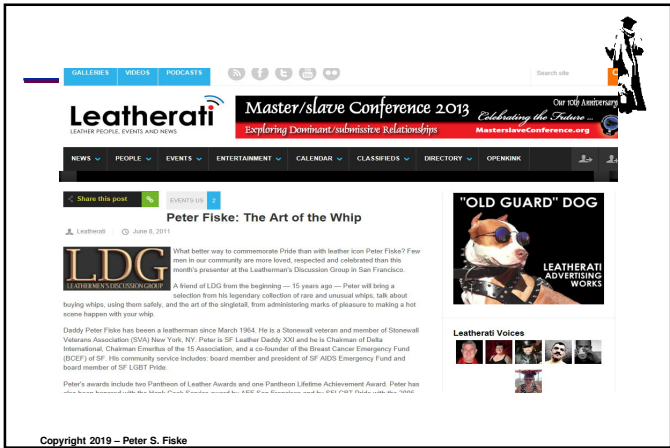 GALLERIES VIDEOS PODCASTS
Search site
Leatherati
LEATHER PEOPLE, EVENTS AND NEWS
Master/slave Conference 2013
Exploring Dominant/submissive Relationships
Our 10th Anniversary
Celebrating the Future ...
MasterslaveConference.org
NEWS PEOPLE EVENTS ENTERTAINMENT CALENDAR CLASSIFIEDS DIRECTORY OPENKINK
Share this post
EVENTS US 2
Peter Fiske: The Art of the Whip
Leatherati June 8, 2011
LDG
LEATHERMEN'S DISCUSSION GROUP
What better way to commemorate Pride than with leather icon Peter Fiske? Few
men in our community are more loved, respected and celebrated than this
month's presenter at the Leatherman's Discussion Group in San Francisco.
A friend of LDG from the beginning — 15 years ago — Peter will bring a
selection from his legendary collection of rare and unusual whips, talk about
buying whips, using them safely, and the art of the singletail, from administering marks of pleasure to making a hot
scene happen with your whip.
Daddy Peter Fiske has beeen a leatherman since March 1964. He is a Stonewall veteran and member of Stonewall
Veterans Association (SVA) New York, NY. Peter is SF Leather Daddy XXI and he is Chairman of Delta
International, Chairman Emeritus of the 15 Association, and a co-founder of the Breast Cancer Emergency Fund
(BCEF) of SF. His community service includes: board member and president of SF AIDS Emergency Fund and
board member of SF LGBT Pride.
Peter's awards include two Pantheon of Leather Awards and one Pantheon Lifetime Achievement Award. Peter has
"OLD GUARD" DOG
LEATHERATI
ADVERTISING
WORKS
Leatherati Voices
Copyright 2019 – Peter S. Fiske